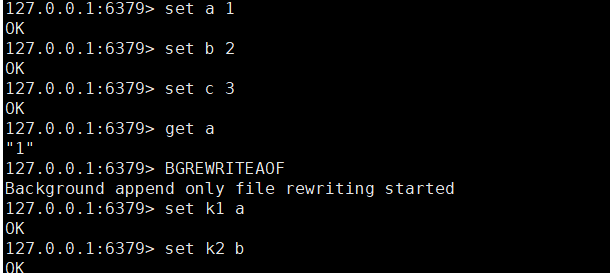 127.0.0.1:6379> set a 1
OK
127.0.0.1:6379> set b 2
OK
127.0.0.1:6379> set c 3
OK
127.0.0.1:6379> get a
"1"
127.0.0.1:6379> BGREWRITEAOF
Background append only file rewriting started
127.0.0.1:6379> set k1 a
OK
127.0.0.1:6379> set k2 b
OK